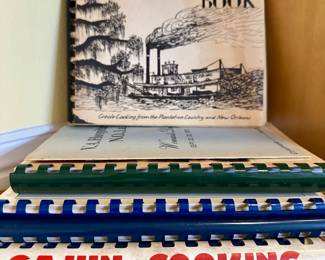 BOOK
Creole Cooking from the Plantation Country and New Orleans
CAJUN COOKING